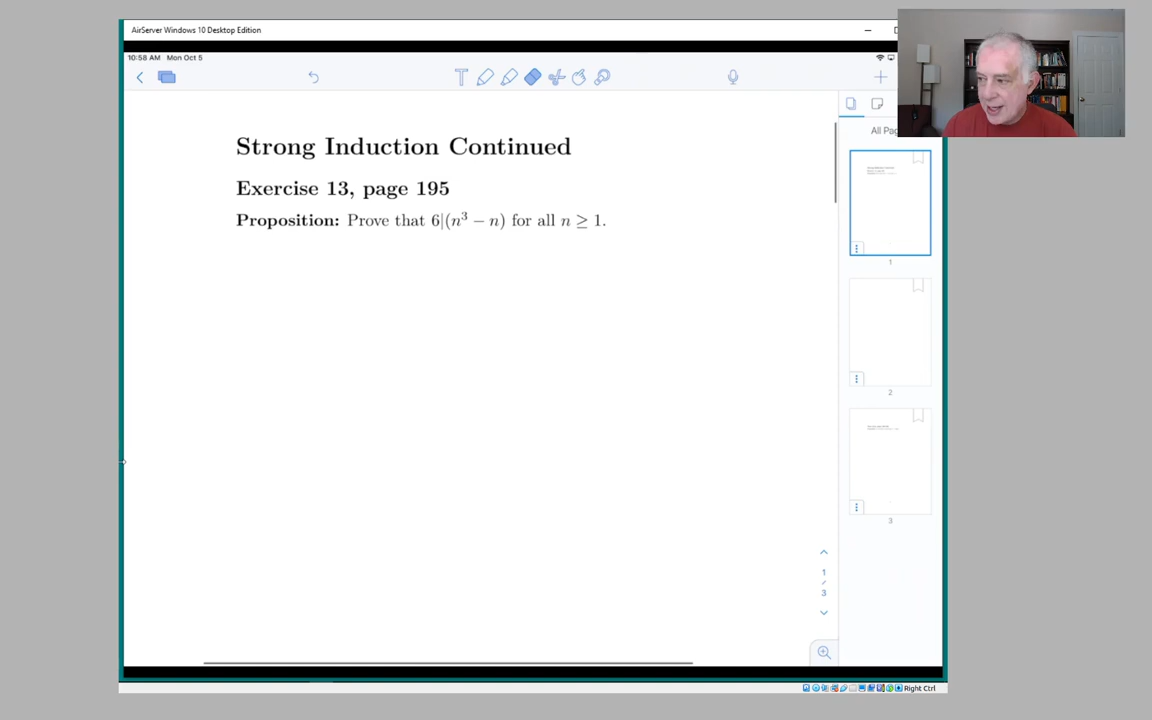 AirServer Windows 10 Desktop Edition
10:58 AM Mon Oct 5
All Pag
Strong Induction Continued
Exercise 13, page 195
Proposition: Prove that 6|(n³ − n) for all n ≥ 1.
1
2
3
1
/
3
Right Ctrl